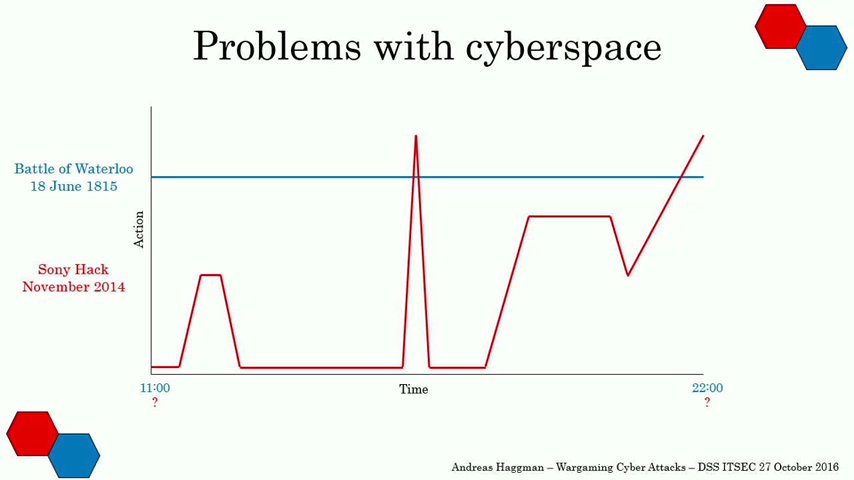 Problems with cyberspace
Battle of Waterloo
18 June 1815
Action
Sony Hack
November 2014
11:00
Time
22:00
?
?
Andreas Haggman – Wargaming Cyber Attacks – DSS ITSEC 27 October 2016